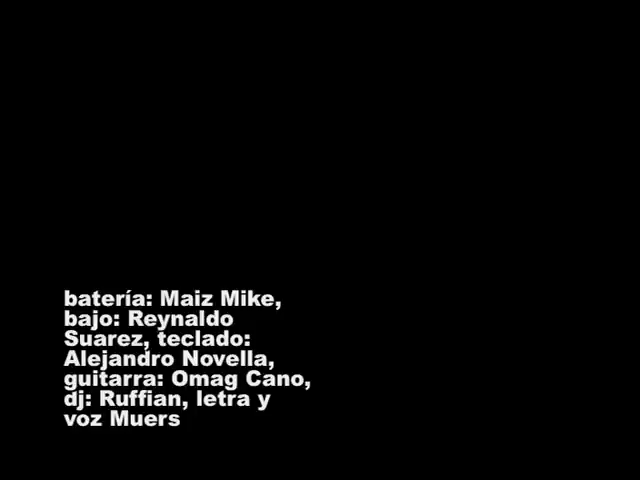 batería: Maiz Mike,
bajo: Reynaldo
Suarez, teclado:
Alejandro Novella,
guitarra: Omag Cano,
dj: Ruffian, letra y
voz Muers